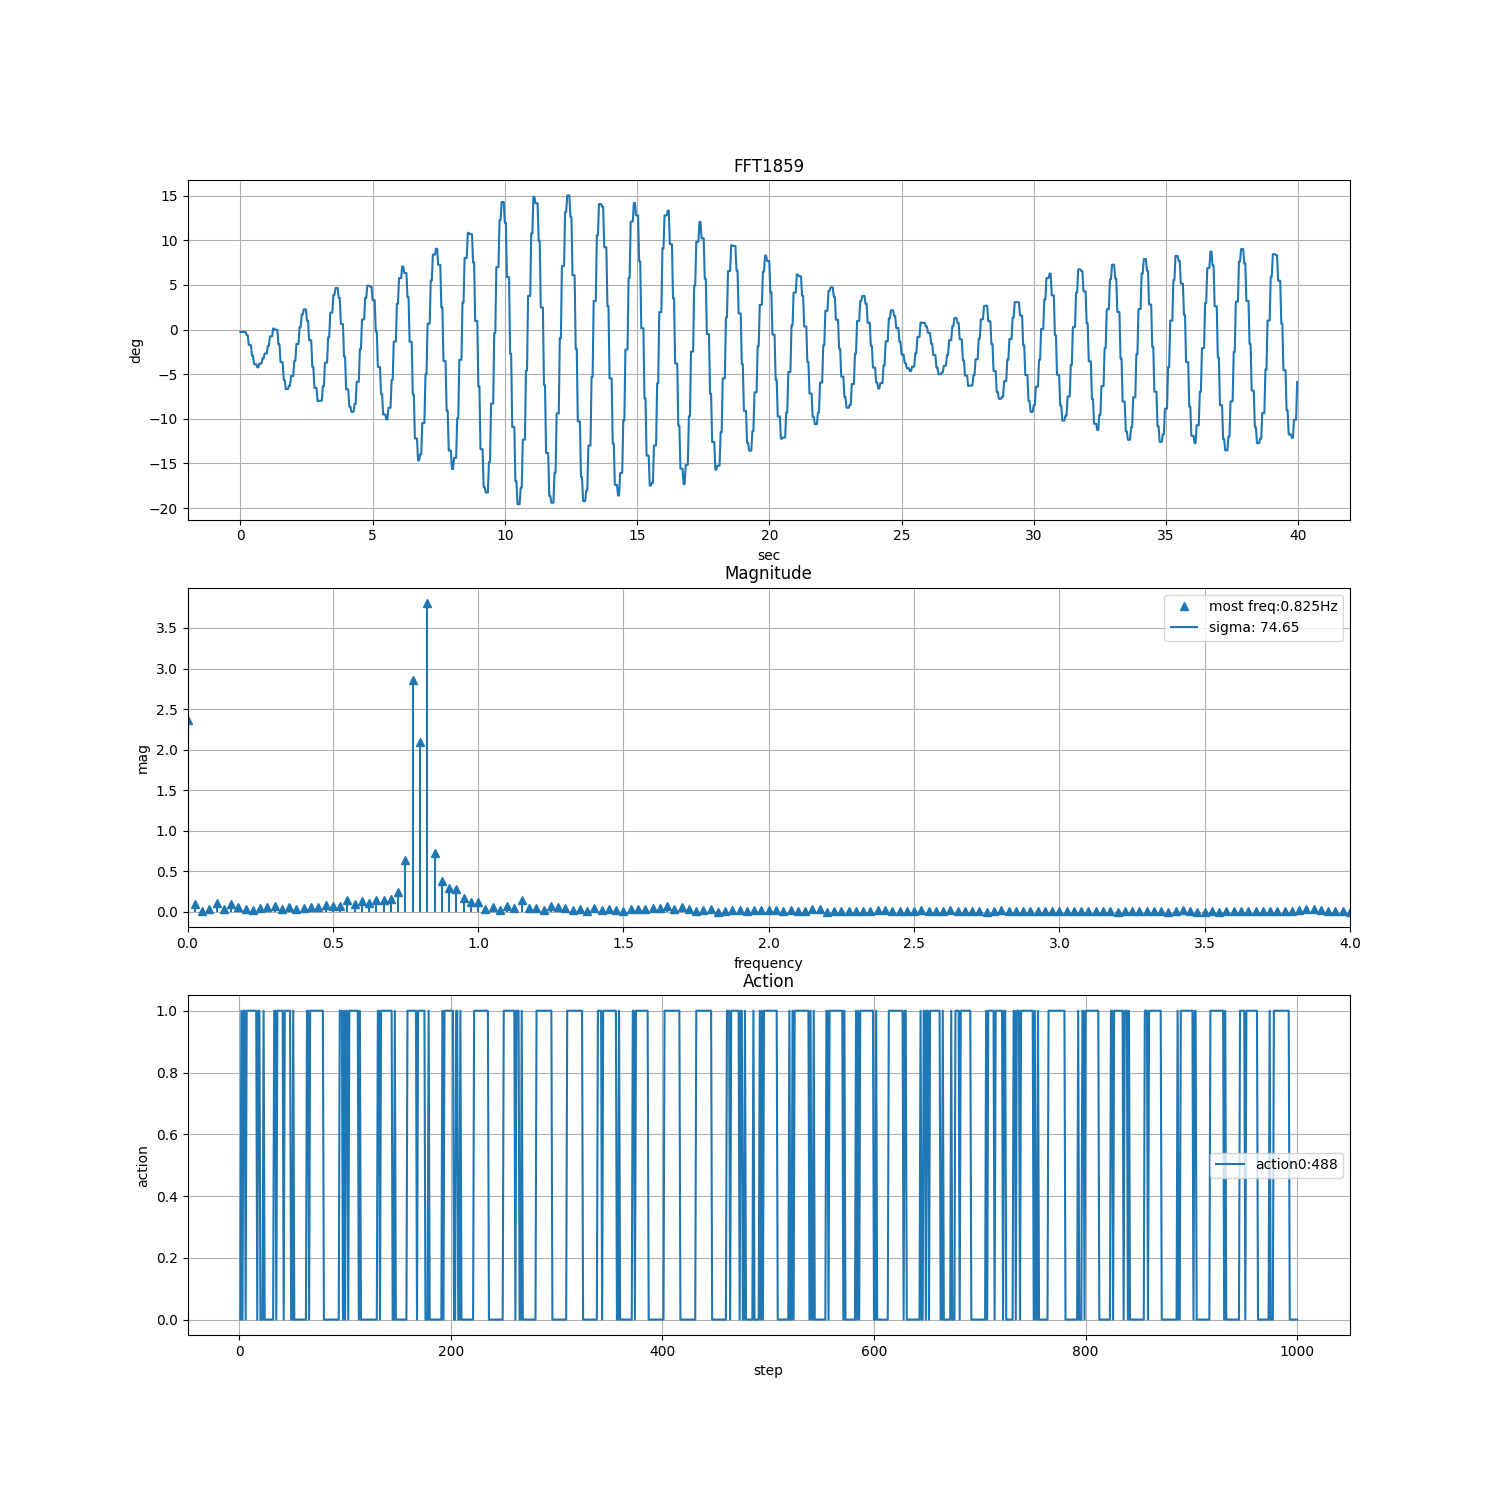 FFT1859
15
10
5
0
−5
−10
−15
−20
deg
0 5 10 15 20 25 30 35 40
sec
Magnitude
most freq:0.825Hz
sigma: 74.65
3.5
3.0
2.5
2.0
1.5
1.0
0.5
0.0
mag
0.0 0.5 1.0 1.5 2.0 2.5 3.0 3.5 4.0
frequency
Action
1.0
0.8
0.6
0.4
0.2
0.0
action
action0:488
0 200 400 600 800 1000
step